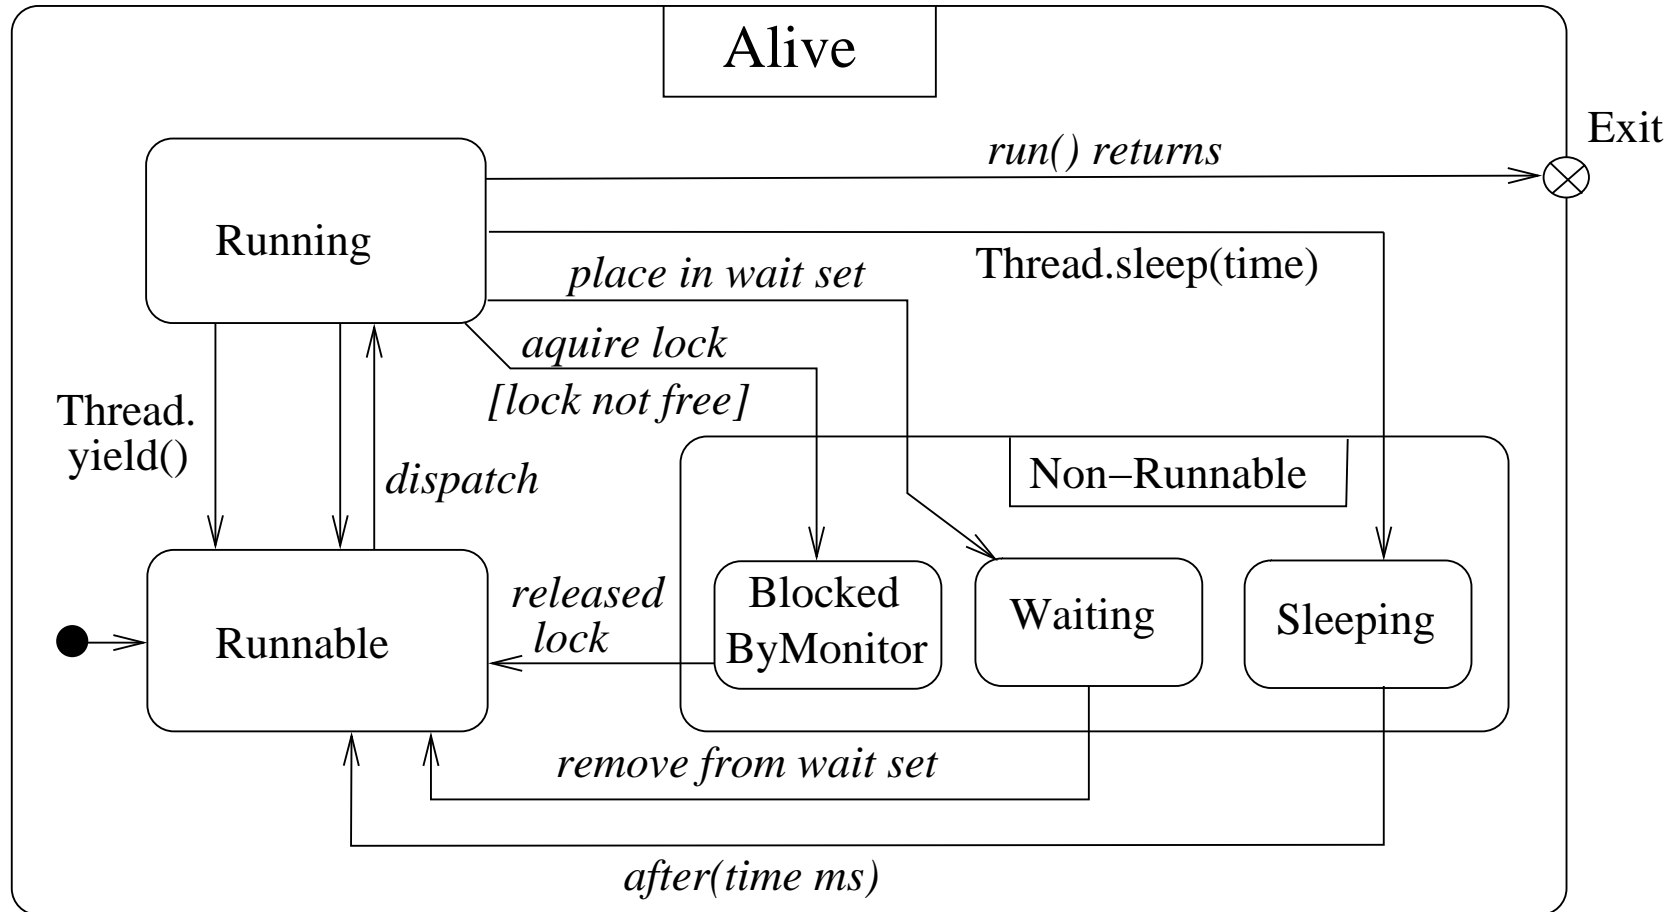 Alive
Exit
run() returns
Running
Thread.sleep(time)
place in wait set
aquire lock
[lock not free]
Thread.
yield()
dispatch
Non–Runnable
released
lock
Blocked
ByMonitor
Waiting
Sleeping
Runnable
remove from wait set
after(time ms)